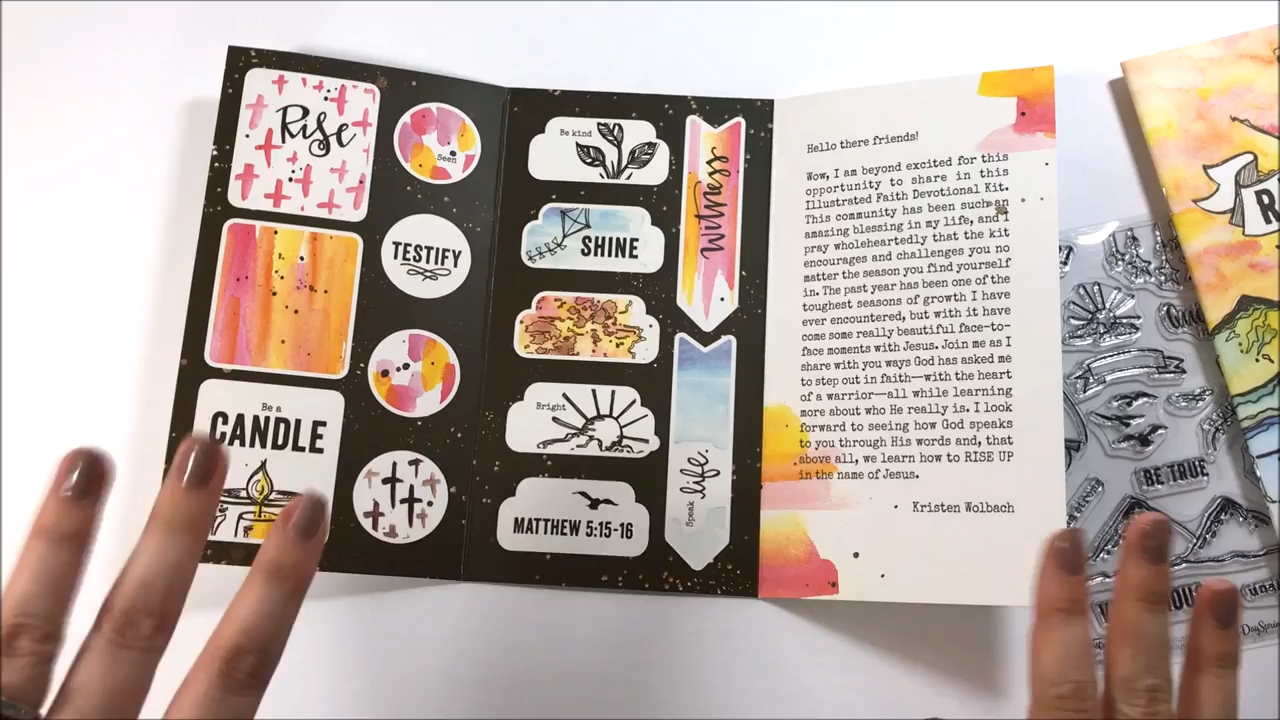 Rise
Seen
TESTIFY
Be a
CANDLE
Be kind
SHINE
Bright
MATTHEW 5:15-16
witness
Speak life.
Hello there friends!
Wow, I am beyond excited for this
opportunity to share in this
Illustrated Faith Devotional Kit.
This community has been such an
amazing blessing in my life, and I
pray wholeheartedly that the kit
encourages and challenges you no
matter the season you find yourself
in. The past year has been one of the
toughest seasons of growth I have
ever encountered, but with it have
come some really beautiful face-to-
face moments with Jesus. Join me as I
share with you ways God has asked me
to step out in faith—with the heart
of a warrior—all while learning
more about who He really is. I look
forward to seeing how God speaks
to you through His words and, that
above all, we learn how to RISE UP
in the name of Jesus.
Kristen Wolbach
BE TRUE
R